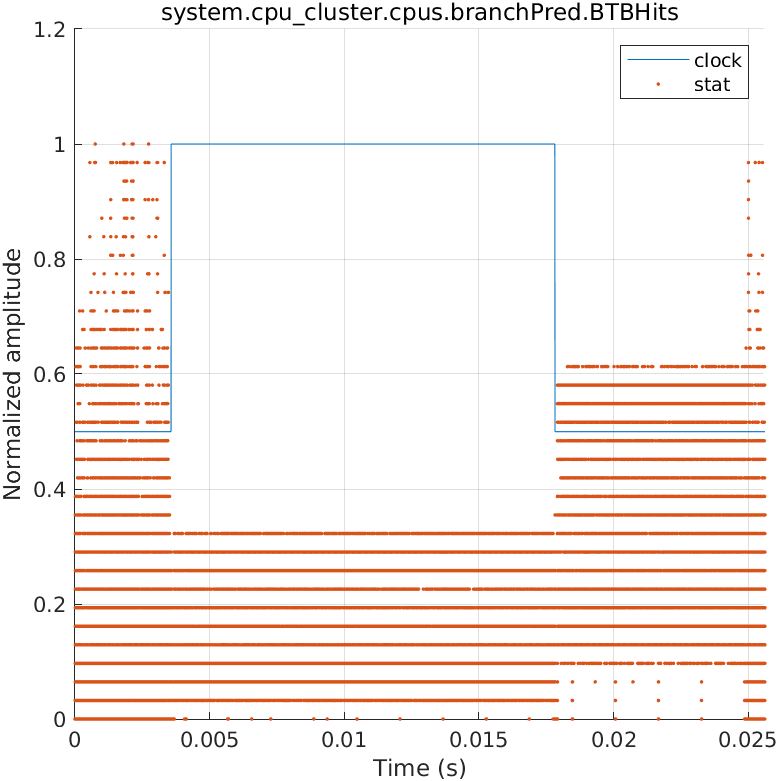 system.cpu_cluster.cpus.branchPred.BTBHits
1.2
clock
stat
1
0.8
Normalized amplitude
0.6
0.4
0.2
0
0
0.005
0.01
0.015
0.02
0.025
Time (s)